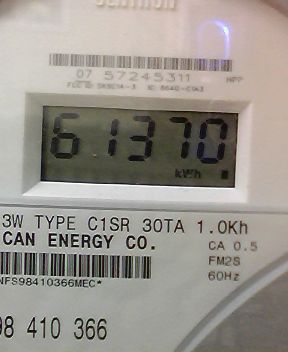 07 57245311 HPP
61370
kWh
3W TYPE C1SR 30TA 1.0Kh
CAN ENERGY CO.
CA 0.5
FM2S
60Hz
NFS98410366MEC*
98 410 366